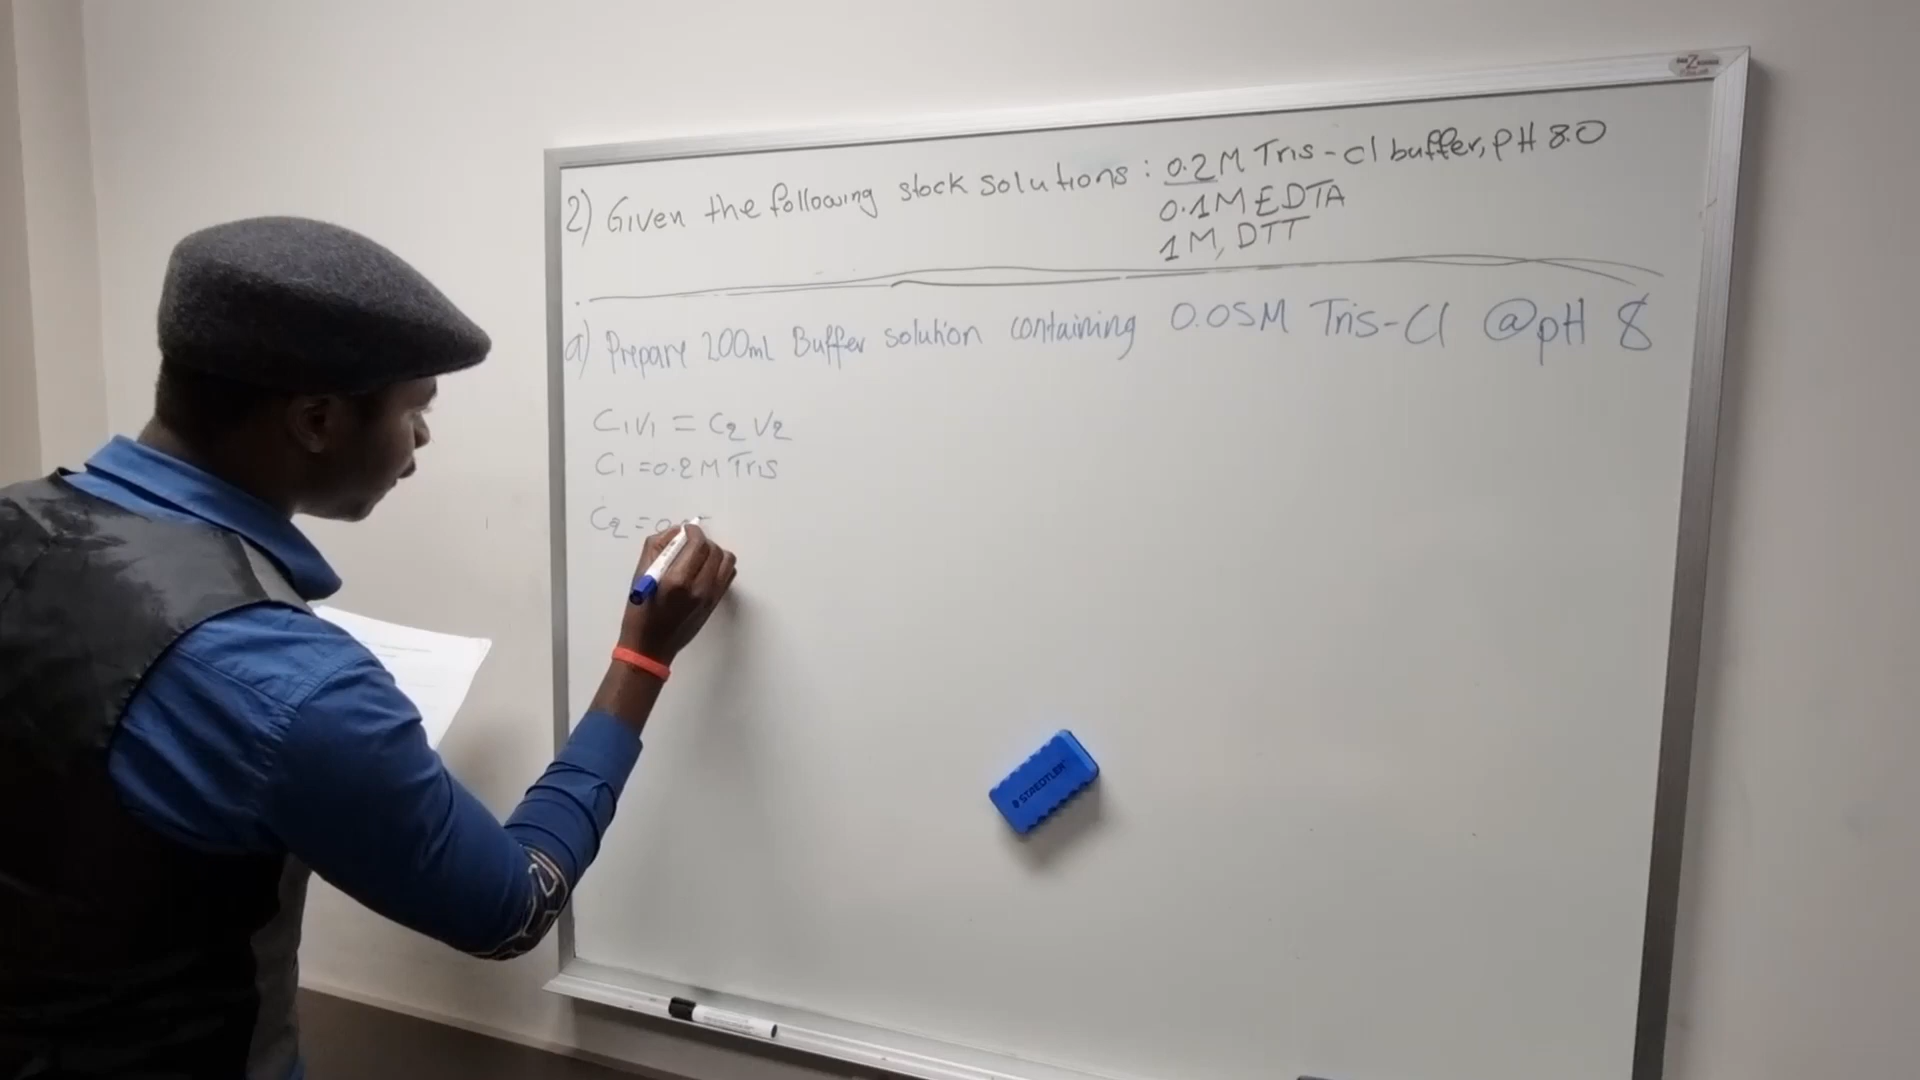 2) Given the following stock solutions : 0.2M Tris-Cl buffer, pH 8.0
0.1M EDTA
1M, DTT
a) Prepare 200ml Buffer solution containing 0.05M Tris-Cl @pH 8
C1V1 = C2V2
C1 = 0.2M Tris
C2 = 0.05
STAEDTLER